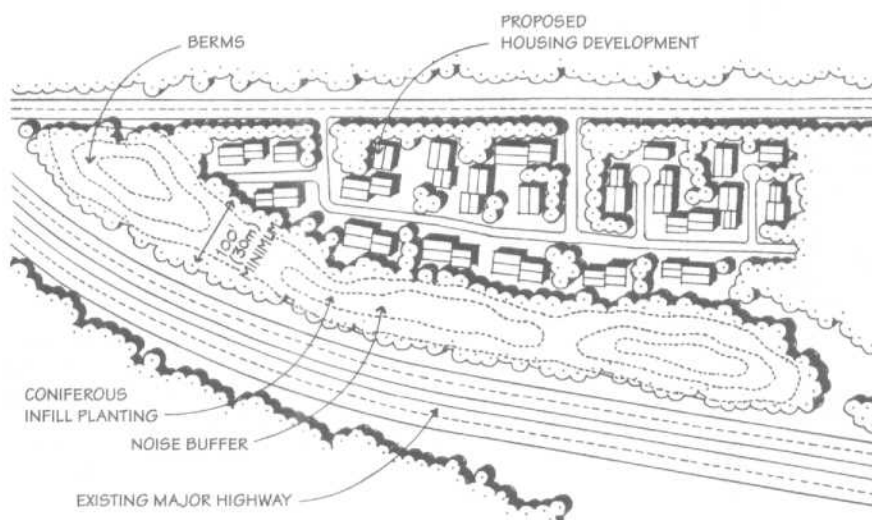 BERMS
PROPOSED
HOUSING DEVELOPMENT
100'
(30m)
MINIMUM
CONIFEROUS
INFILL PLANTING
NOISE BUFFER
EXISTING MAJOR HIGHWAY